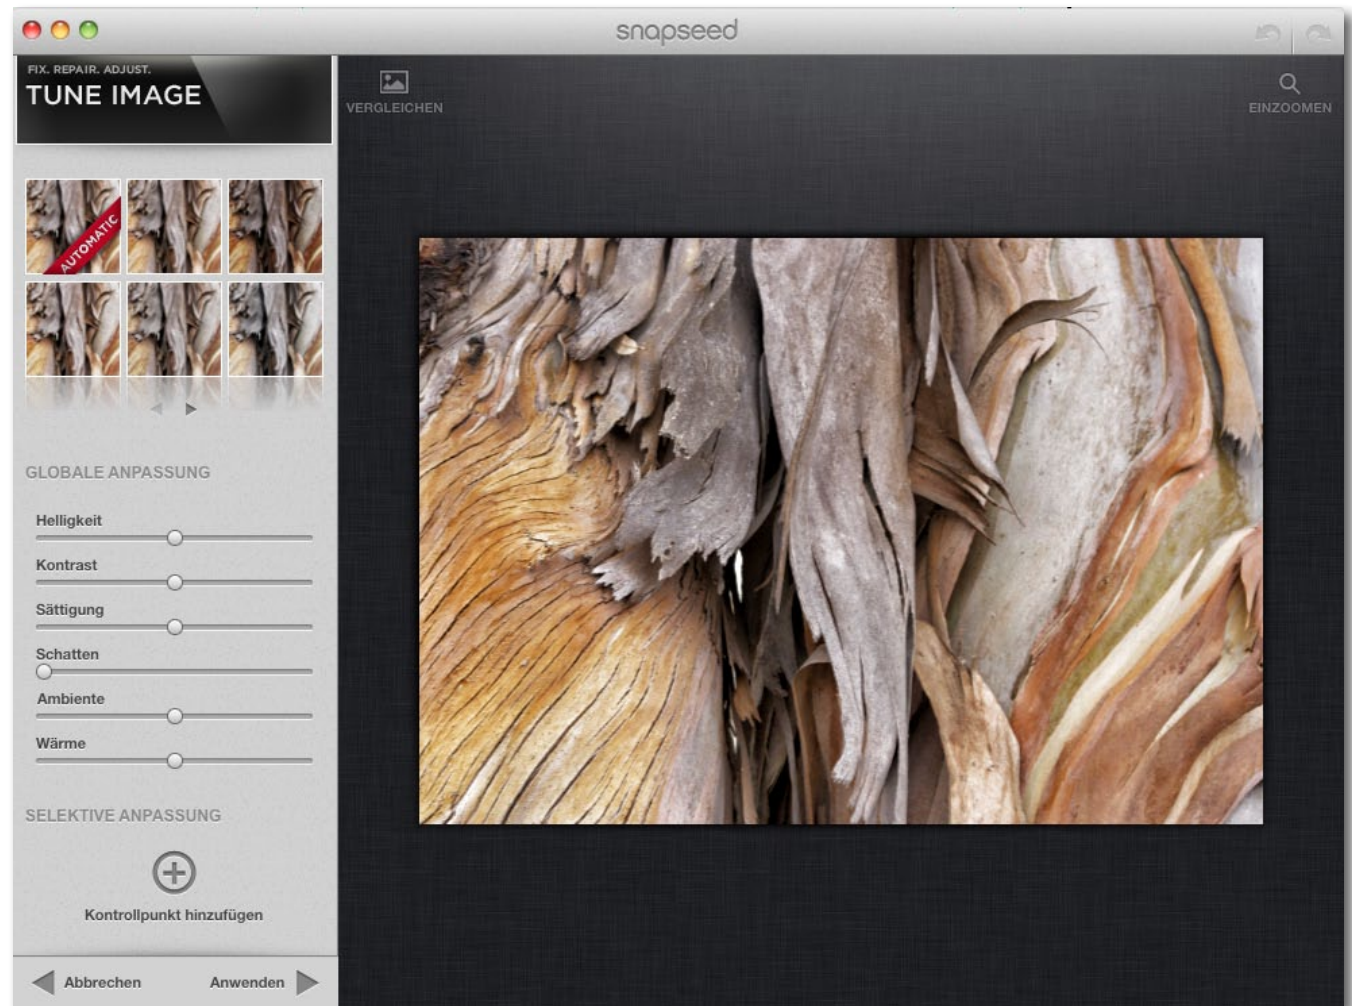 snapseed
FIX. REPAIR. ADJUST.
TUNE IMAGE
VERGLEICHEN
EINZOOMEN
AUTOMATIC
GLOBALE ANPASSUNG
Helligkeit
Kontrast
Sättigung
Schatten
Ambiente
Wärme
SELEKTIVE ANPASSUNG
Kontrollpunkt hinzufügen
Abbrechen
Anwenden